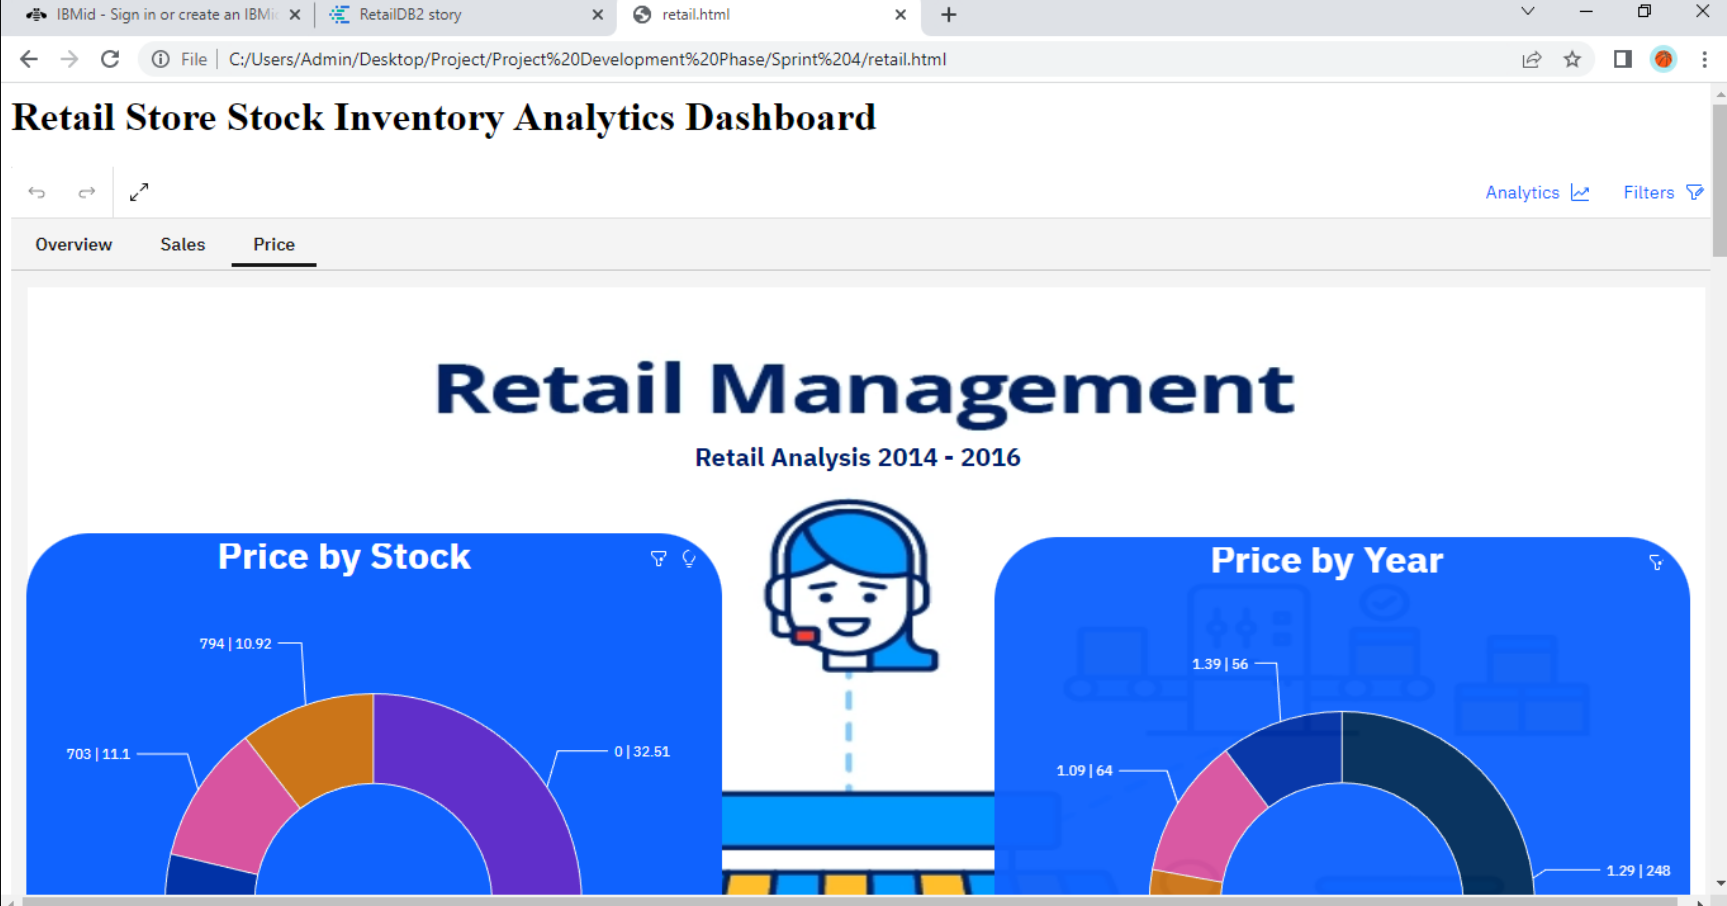 IBMid - Sign in or create an IBMi
RetailDB2 story
retail.html
File
C:/Users/Admin/Desktop/Project/Project%20Development%20Phase/Sprint%204/retail.html
Retail Store Stock Inventory Analytics Dashboard
Analytics
Filters
Overview
Sales
Price
Retail Management
Retail Analysis 2014 - 2016
Price by Stock
794 | 10.92
703 | 11.1
0 | 32.51
Price by Year
1.39 | 56
1.09 | 64
1.29 | 248